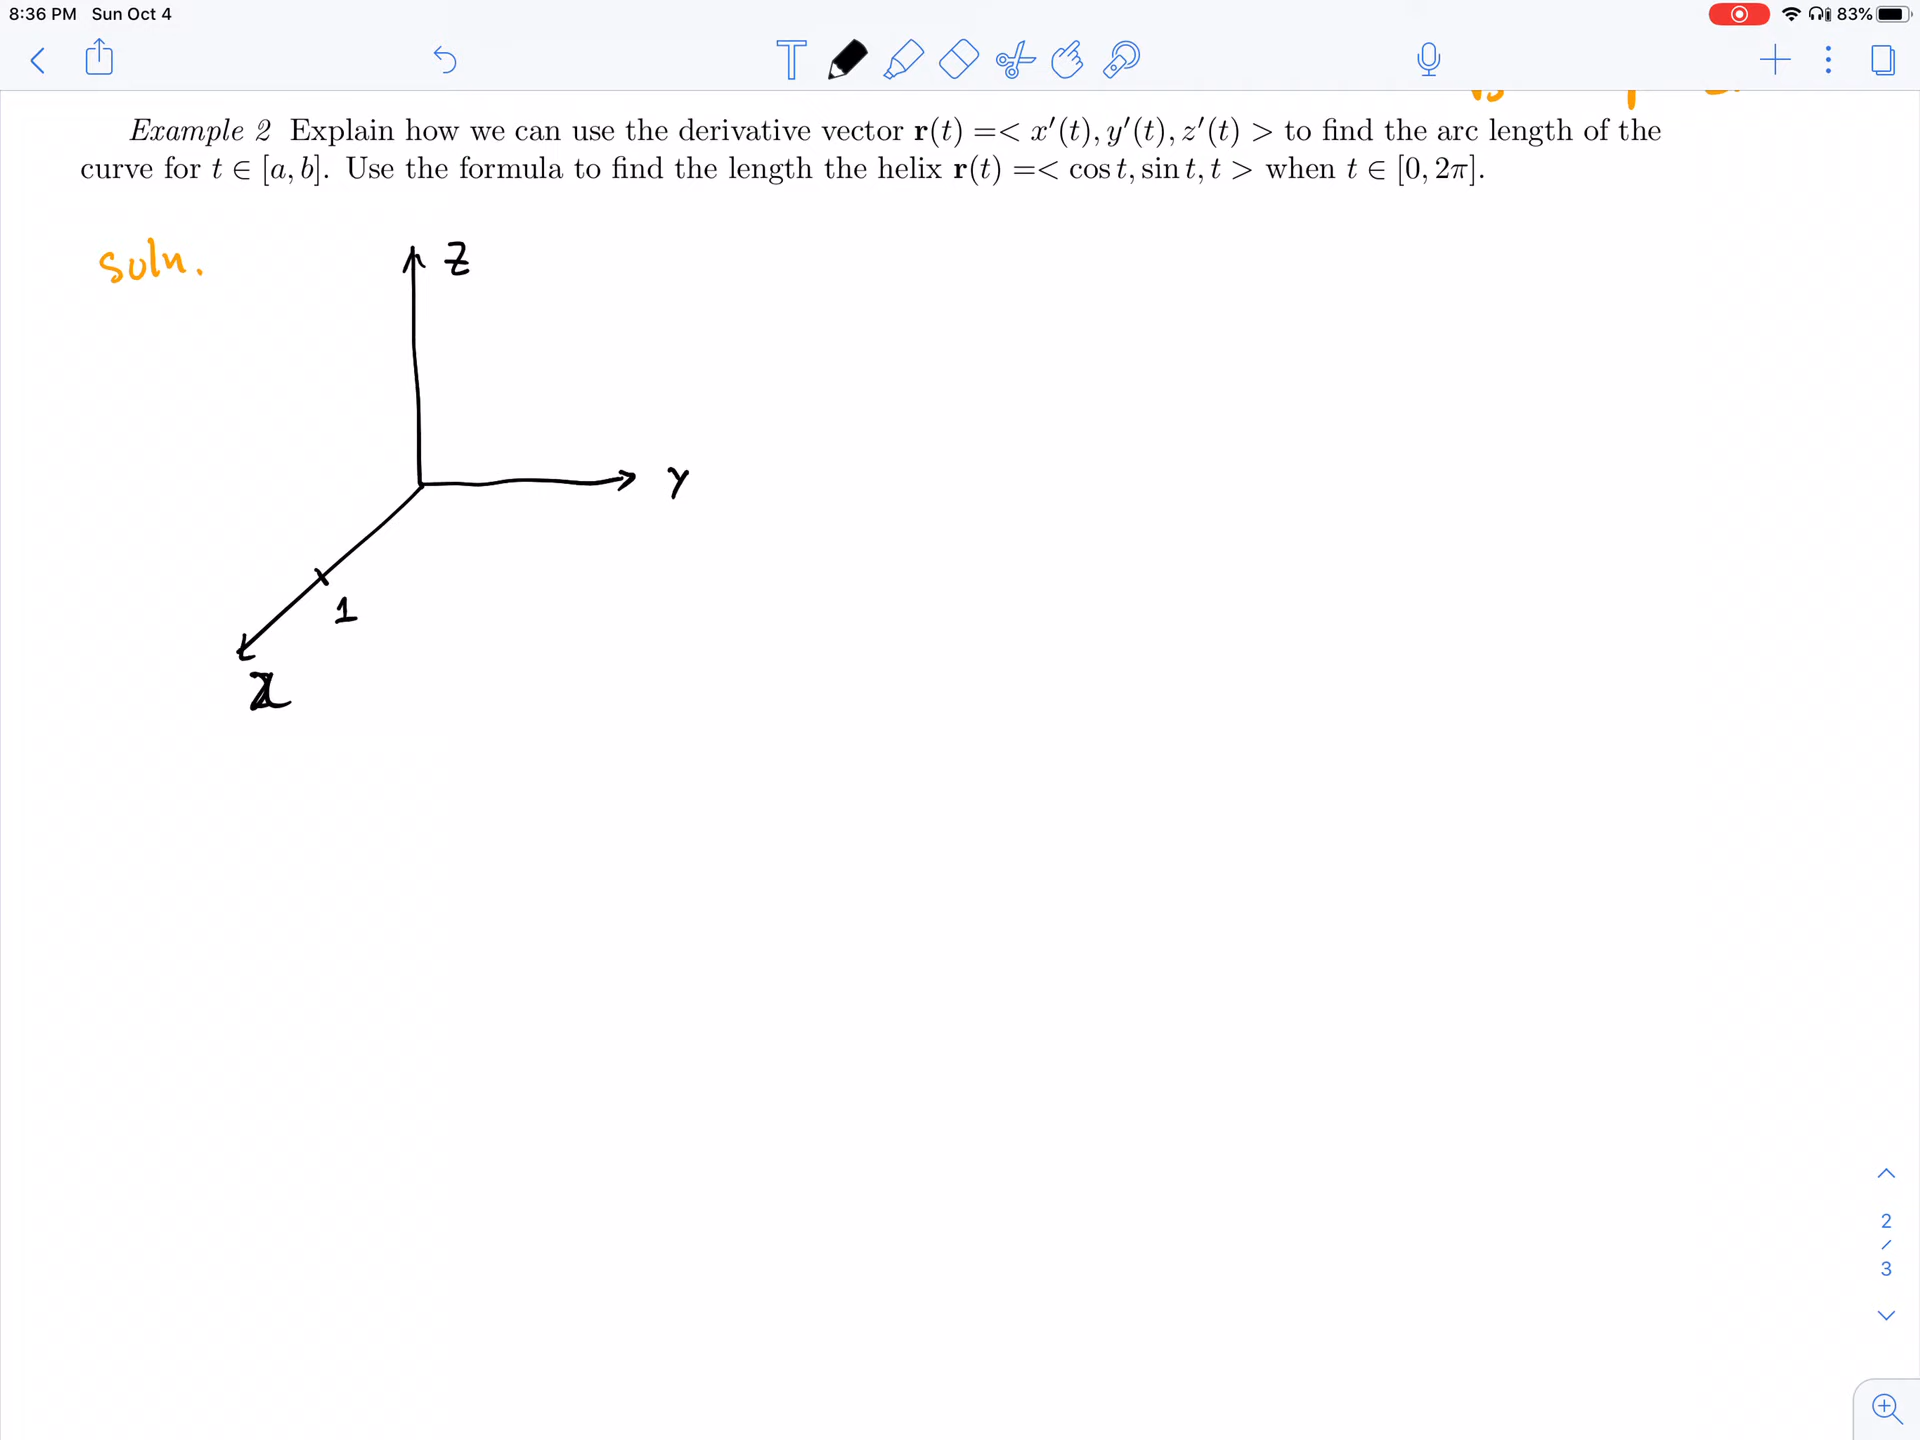 8:36 PM Sun Oct 4
83%
Example 2 Explain how we can use the derivative vector r(t) =< x′(t), y′(t), z′(t) > to find the arc length of the
curve for t ∈ [a, b]. Use the formula to find the length the helix r(t) =< cos t, sin t, t > when t ∈ [0, 2π].
Soln.
z
y
1
x
2
/
3